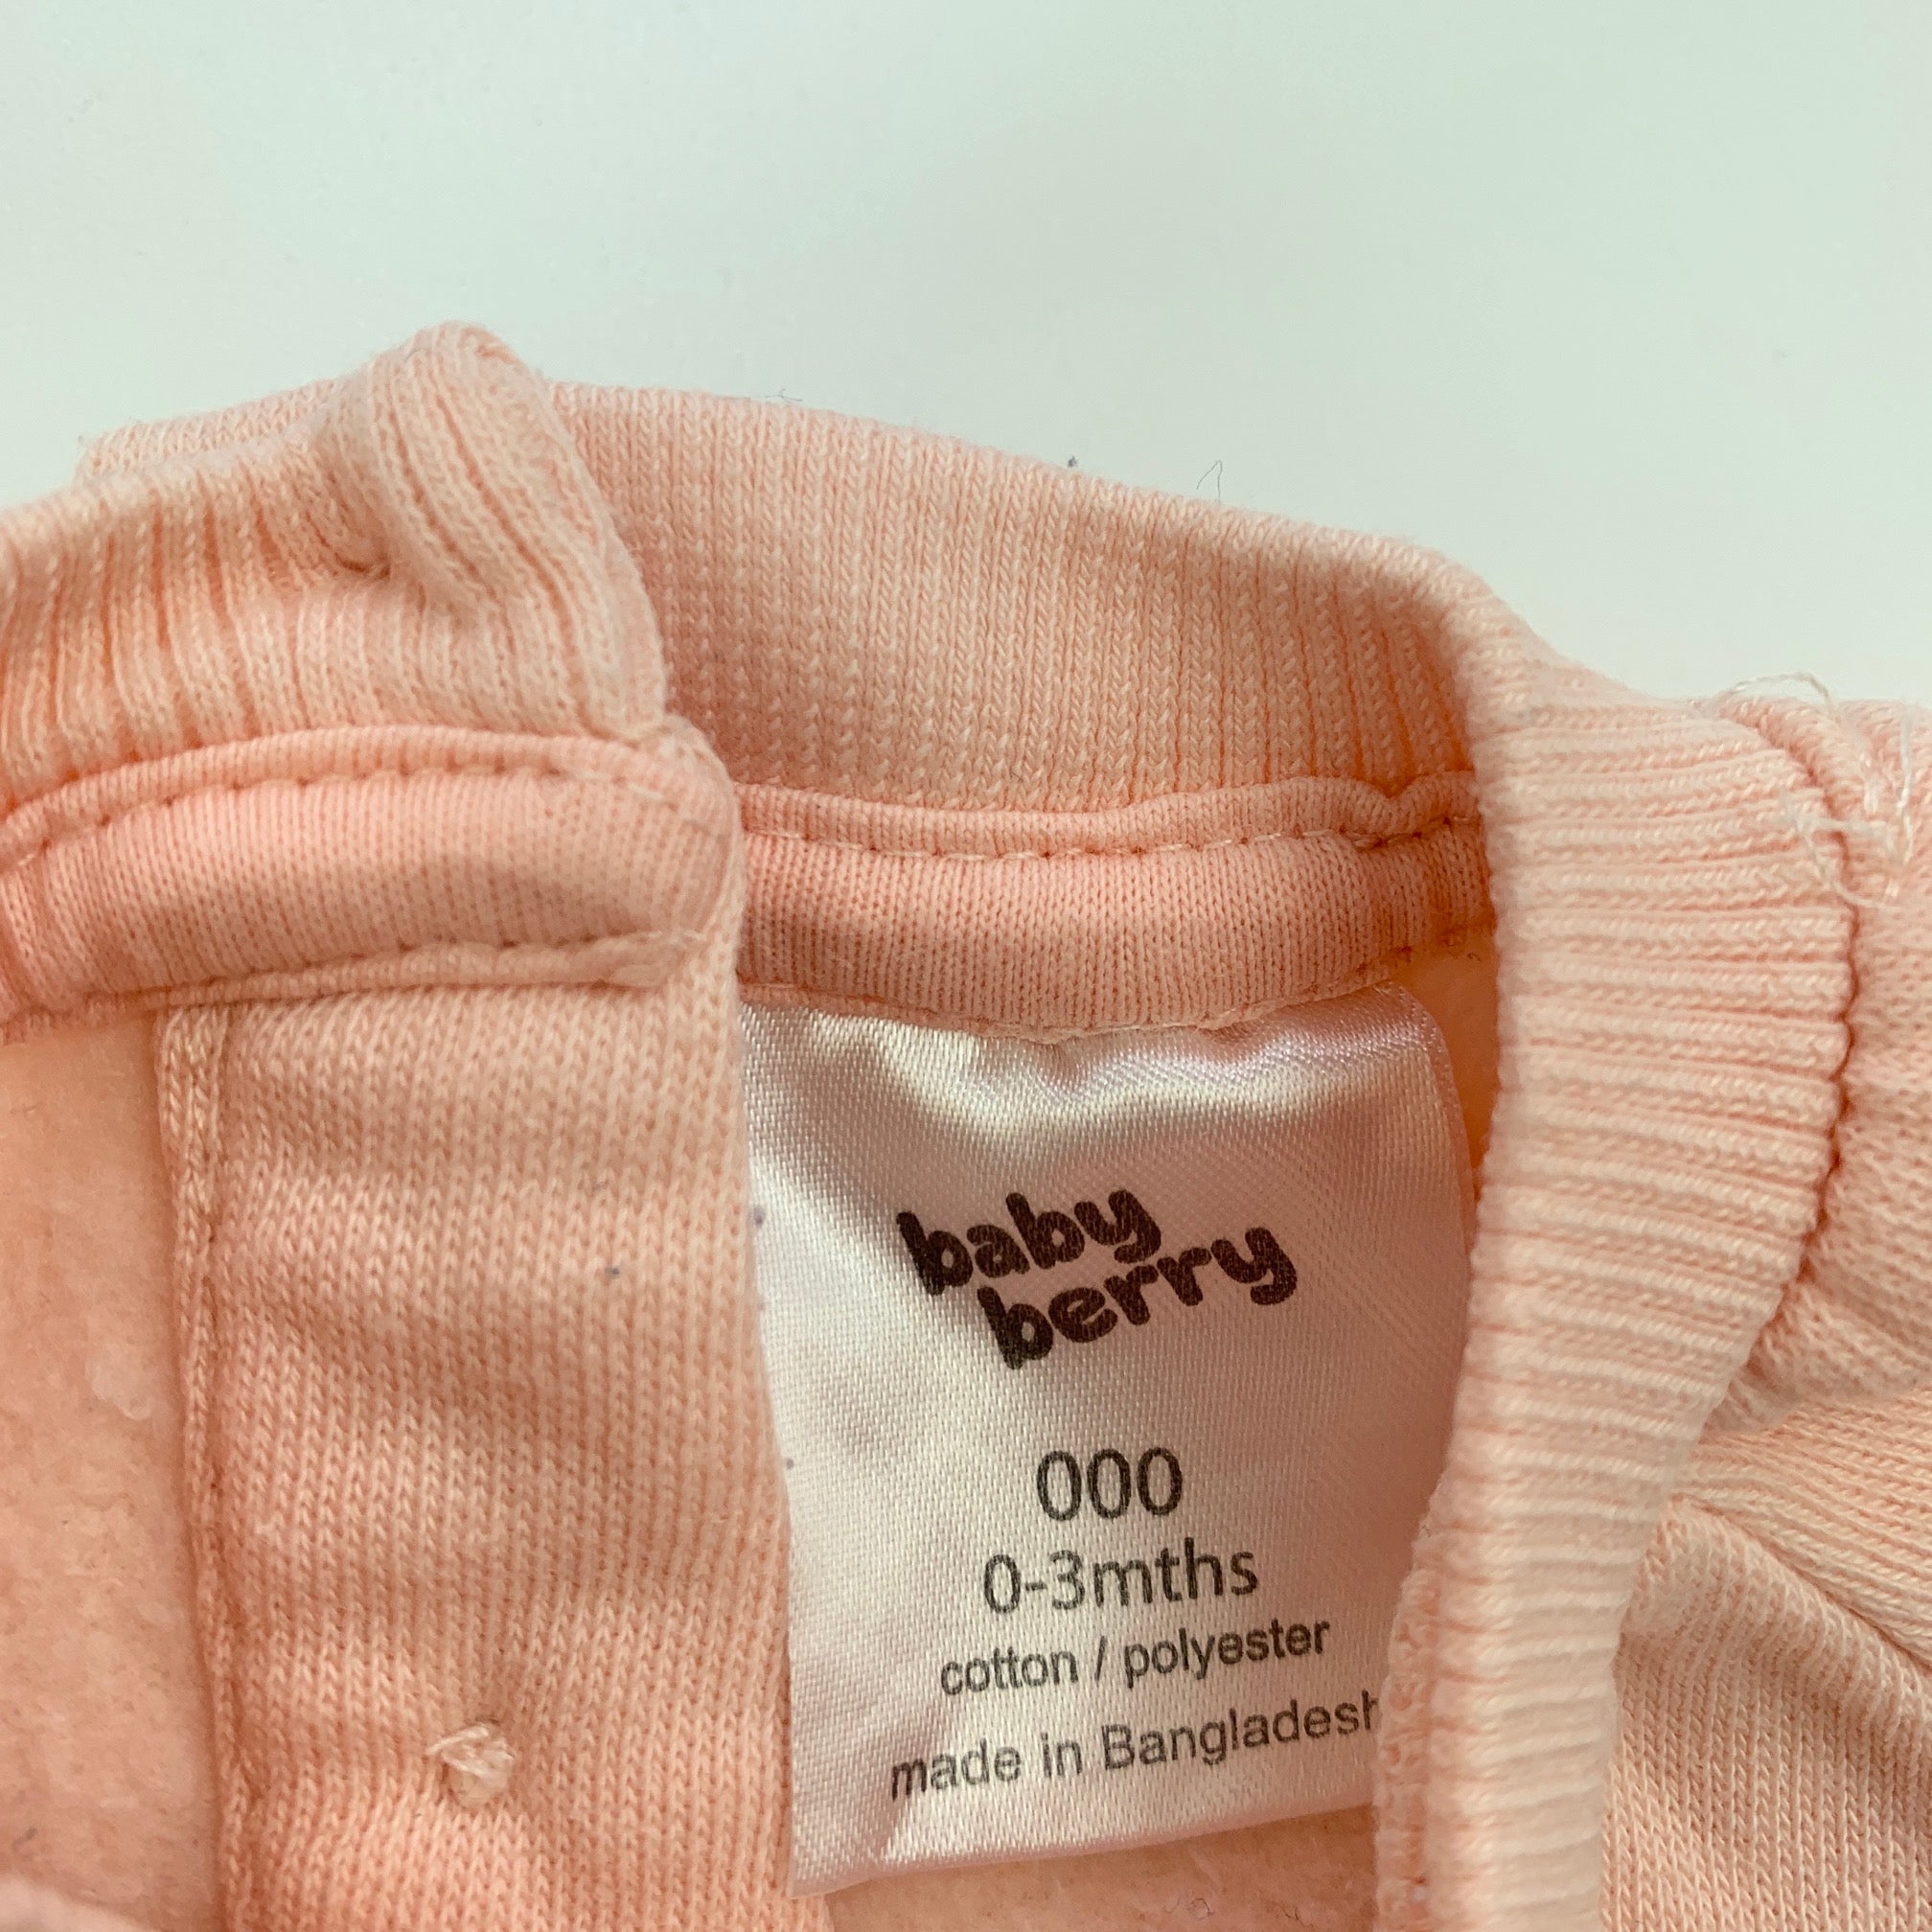 baby
berry
000
0-3mths
cotton / polyester
made in Bangladesh